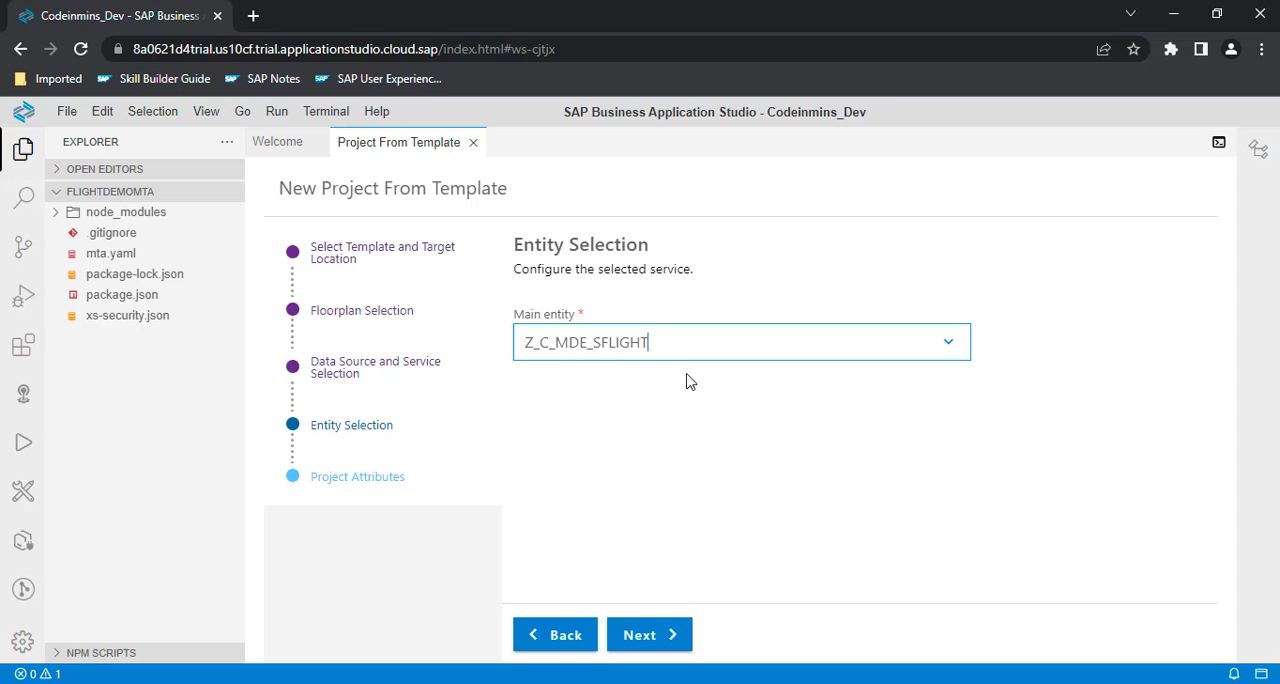 Codeinmins_Dev - SAP Business
8a0621d4trial.us10cf.trial.applicationstudio.cloud.sap/index.html#ws-cjtjx
Imported
SAP
Skill Builder Guide
SAP
SAP Notes
SAP
SAP User Experienc...
File
Edit
Selection
View
Go
Run
Terminal
Help
SAP Business Application Studio - Codeinmins_Dev
EXPLORER
Welcome
Project From Template
OPEN EDITORS
FLIGHTDEMOMTA
node_modules
.gitignore
mta.yaml
package-lock.json
package.json
xs-security.json
NPM SCRIPTS
New Project From Template
Select Template and Target
Location
Floorplan Selection
Data Source and Service
Selection
Entity Selection
Project Attributes
Entity Selection
Configure the selected service.
Main entity *
Z_C_MDE_SFLIGHT
Back
Next
0
1